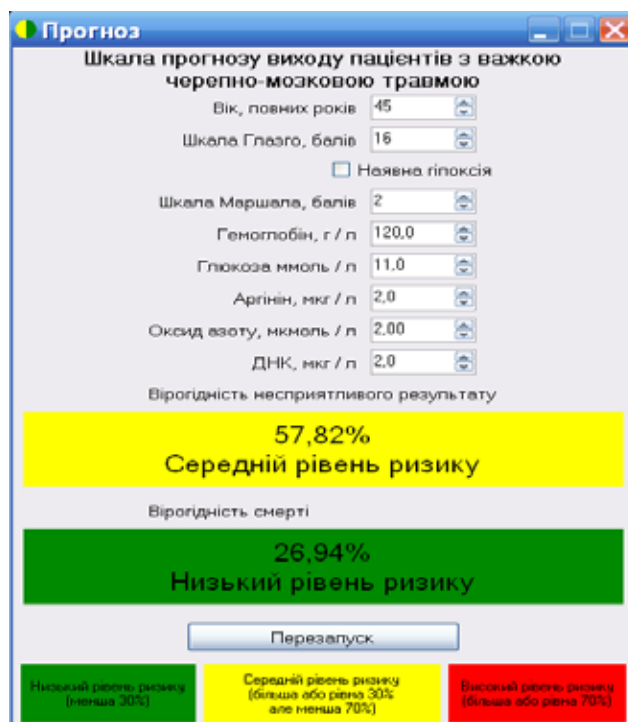 Прогноз
Шкала прогнозу виходу пацієнтів з важкою
черепно-мозковою травмою
Вік, повних років 45
Шкала Глазго, балів 16
Наявна гіпоксія
Шкала Маршала, балів 2
Гемоглобін, г / л 120,0
Глюкоза ммоль / л 11,0
Аргінін, мкг / л 2,0
Оксид азоту, мкмоль / л 2,00
ДНК, мкг / л 2,0
Вірогідність несприятливого результату
57,82%
Середній рівень ризику
Вірогідність смерті
26,94%
Низький рівень ризику
Перезапуск
Низький рівень ризику
(менша 30%)
Середній рівень ризику
(більша або рівна 30%
але менша 70%)
Високий рівень ризику
(більша або рівна 70%)